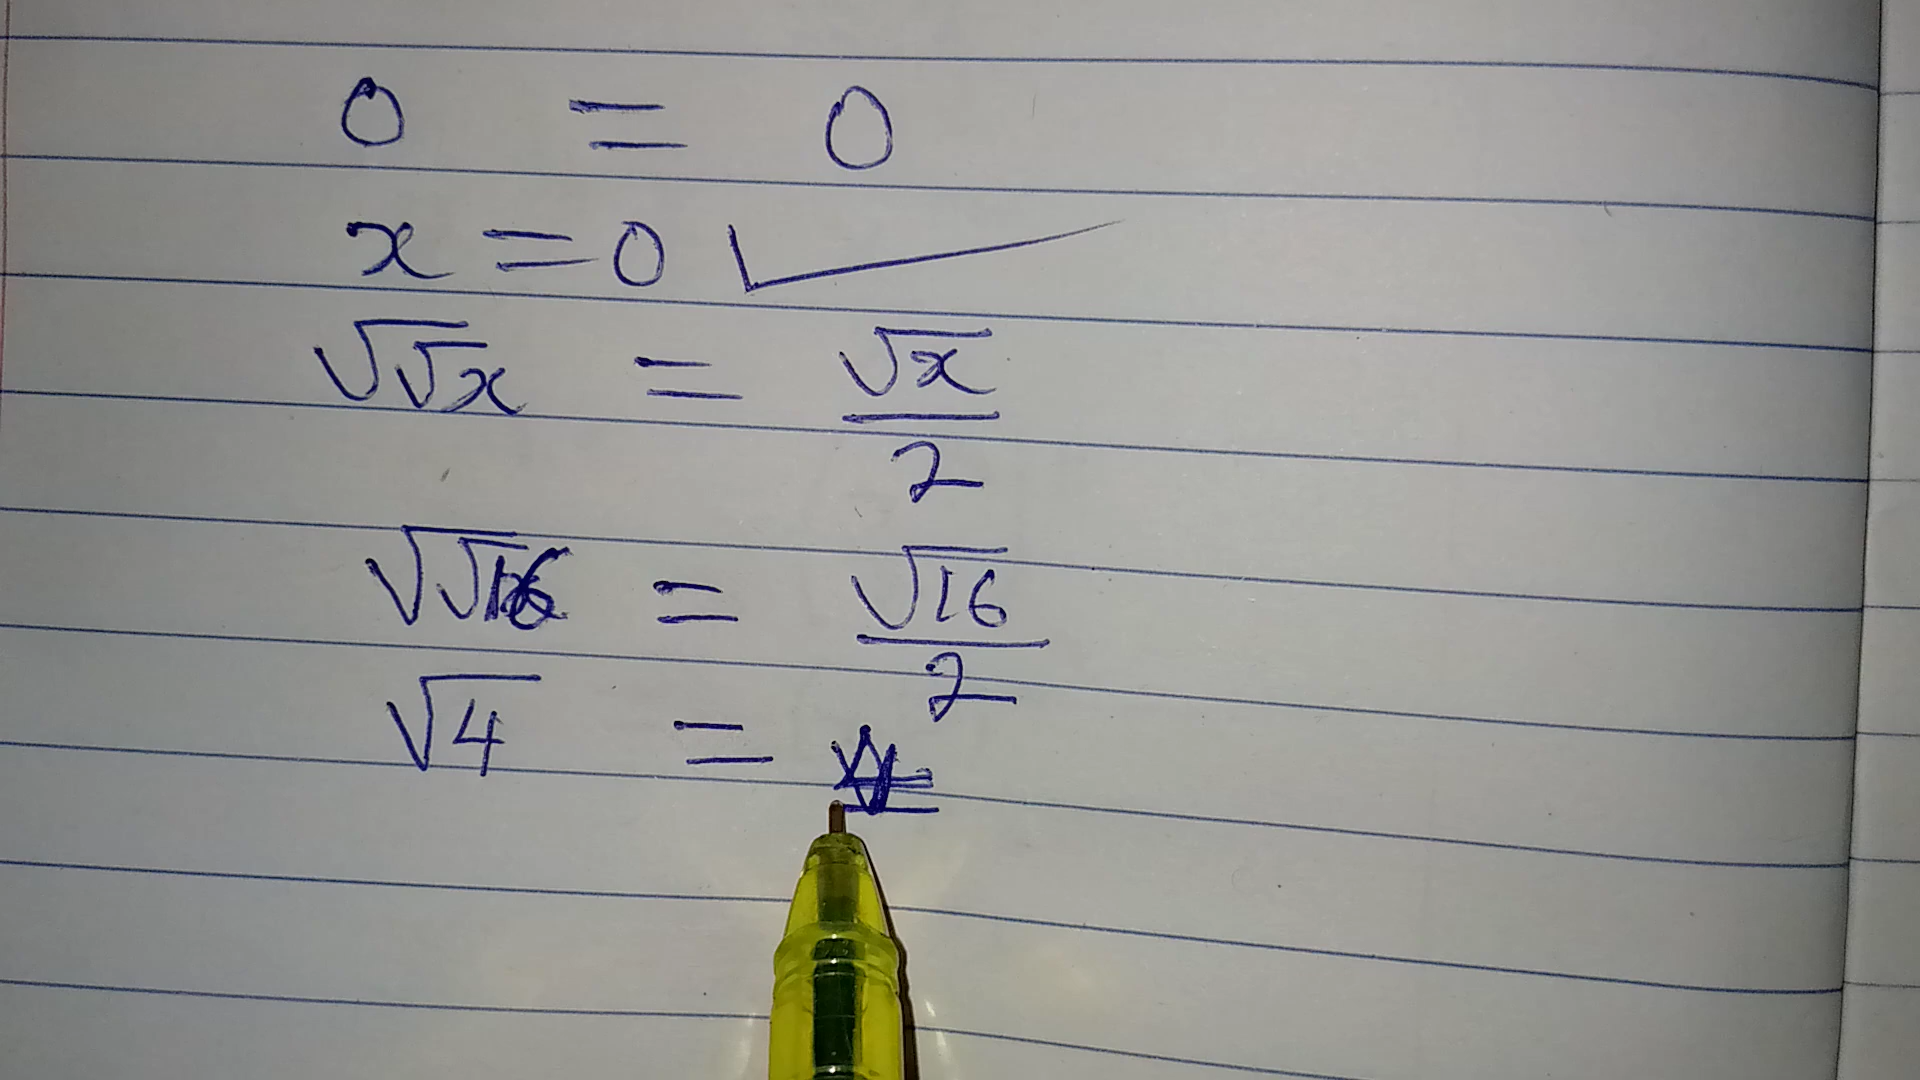 0 = 0
x = 0 ✓
√√x = √x/2
√√16 = √16/2
√4 =